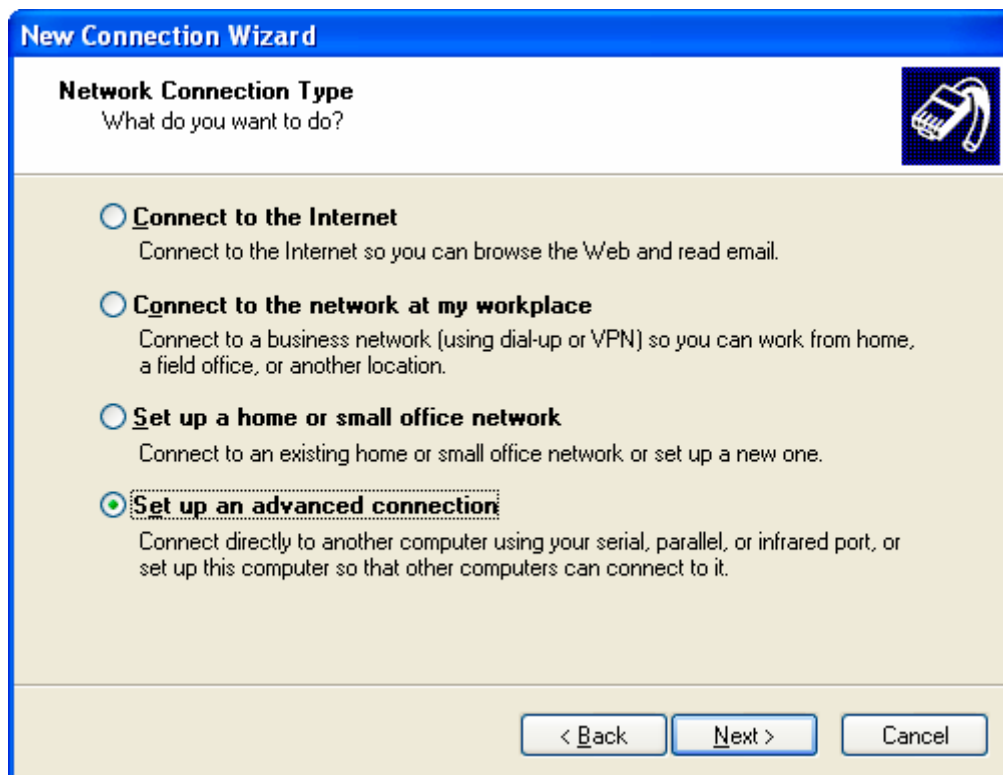 New Connection Wizard
Network Connection Type
What do you want to do?
Connect to the Internet
Connect to the Internet so you can browse the Web and read email.
Connect to the network at my workplace
Connect to a business network (using dial-up or VPN) so you can work from home,
a field office, or another location.
Set up a home or small office network
Connect to an existing home or small office network or set up a new one.
Set up an advanced connection
Connect directly to another computer using your serial, parallel, or infrared port, or
set up this computer so that other computers can connect to it.
< Back Next > Cancel